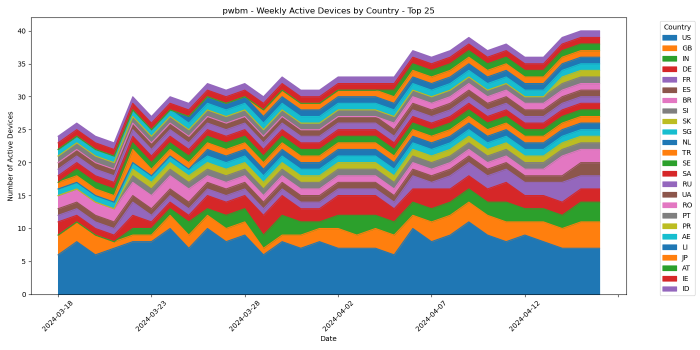 pwbm - Weekly Active Devices by Country - Top 25
Number of Active Devices
40
35
30
25
20
15
10
5
0
2024-03-18
2024-03-23
2024-03-28
2024-04-02
2024-04-07
2024-04-12
Date
Country
US
GB
IN
DE
FR
ES
BR
SI
SK
SG
NL
TR
SE
SA
RU
UA
RO
PT
PR
AE
LI
JP
AT
IE
ID